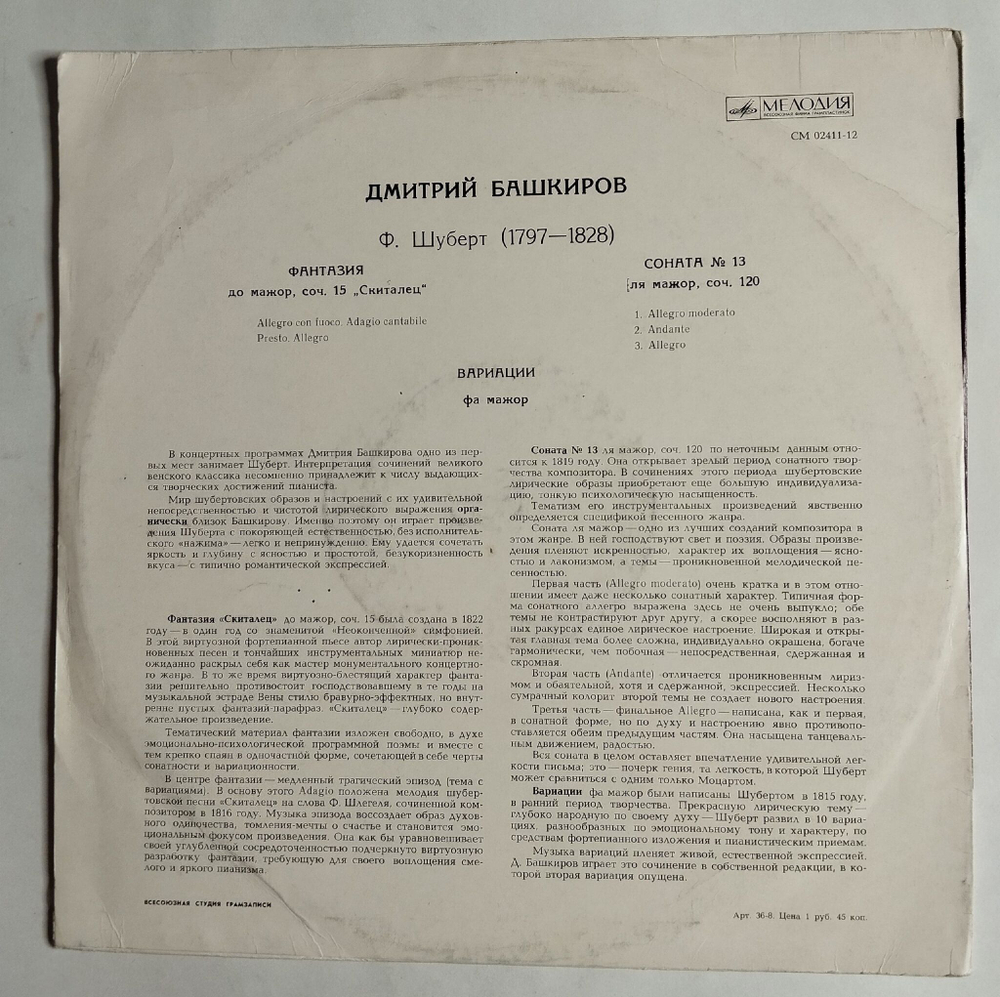 МЕЛОДИЯ
ВСЕСОЮЗНАЯ ФИРМА ГРАМПЛАСТИНОК
СМ 02411-12
ДМИТРИЙ БАШКИРОВ
Ф. Шуберт (1797—1828)
ФАНТАЗИЯ
до мажор, соч. 15 „Скиталец“
Allegro con fuoco. Adagio cantabile
Presto. Allegro
СОНАТА № 13
ля мажор, соч. 120
1. Allegro moderato
2. Andante
3. Allegro
ВАРИАЦИИ
фа мажор
В концертных программах Дмитрия Башкирова одно из пер-
вых мест занимает Шуберт. Интерпретация сочинений великого
венского классика несомненно принадлежит к числу выдающих-
ся творческих достижений пианиста.
Мир шубертовских образов и настроений с их удивительной
непосредственностью и чистотой лирического выражения орга-
нически близок Башкирову. Именно поэтому он играет произве-
дения Шуберта с покоряющей естественностью, без исполнитель-
ского «нажима» — легко и непринужденно. Ему удается сочетать
яркость и глубину с ясностью и простотой, безукоризненность
вкуса — с типично романтической экспрессией.
Фантазия «Скиталец» до мажор, соч. 15 была создана в 1822
году — в один год со знаменитой «Неоконченной» симфонией.
В этой виртуозной фортепианной пьесе автор лирически-проник-
новенных песен и тончайших инструментальных миниатюр не-
ожиданно раскрыл себя как мастер монументального концертно-
го жанра. В то же время виртуозно-блестящий характер фанта-
зии решительно противостоит господствовавшему в те годы на
музыкальной эстраде Вены стилю бравурно-эффектных, но внут-
ренне пустых фантазий-парафраз. «Скиталец» — глубоко содер-
жательное произведение.
Тематический материал фантазии изложен свободно, в духе
эмоционально-психологической программной поэмы и вместе с
тем крепко спаян в одночастной форме, сочетающей в себе черты
сонатности и вариационности.
В центре фантазии — медленный трагический эпизод (тема с
вариациями). В основу этого Adagio положена мелодия шубер-
товской песни «Скиталец» на слова Ф. Шлегеля, сочиненной ком-
позитором в 1816 году. Музыка эпизода воссоздает образ духов-
ного одиночества, томления-мечты о счастье и становится эмо-
циональным фокусом произведения. Она как бы уравновешивает
своей углубленной сосредоточенностью подчеркнуто виртуозную
разработку фантазии, требующую для своего воплощения сме-
лого и яркого пианизма.
Соната № 13 ля мажор, соч. 120 по неточным данным отно-
сится к 1819 году. Она открывает зрелый период сонатного твор-
чества композитора. В сочинениях этого периода шубертовские
лирические образы приобретают еще большую индивидуализа-
цию, тонкую психологическую насыщенность.
Тематизм его инструментальных произведений явственно
определяется спецификой песенного жанра.
Соната ля мажор — одно из лучших созданий композитора в
этом жанре. В ней господствуют свет и поэзия. Образы произве-
дения пленяют искренностью, характер их воплощения — ясно-
стью и лаконизмом, а темы — проникновенной мелодической пе-
сенностью.
Первая часть (Allegro moderato) очень кратка и в этом отно-
шении имеет даже несколько сонатный характер. Типичная фор-
ма сонатного аллегро выражена здесь не очень выпукло; обе
темы не контрастируют друг другу, а скорее восполняют в раз-
ных ракурсах единое лирическое настроение. Широкая и откры-
тая главная тема более сложна, индивидуально окрашена, богаче
гармонически, чем побочная — непосредственная, сдержанная и
скромная.
Вторая часть (Andante) отличается проникновенным лириз-
мом и обаятельной, хотя и сдержанной, экспрессией. Несколько
сумрачный колорит второй темы не создает нового настроения.
Третья часть — финальное Allegro — написана, как и первая,
в сонатной форме, но по духу и настроению явно противопо-
ставляется обеим предыдущим частям. Она насыщена танцеваль-
ным движением, радостью.
Вся соната в целом оставляет впечатление удивительной лег-
кости письма; это — почерк гения, та легкость, в которой Шуберт
может сравниться с одним только Моцартом.
Вариации фа мажор были написаны Шубертом в 1815 году,
в ранний период творчества. Прекрасную лирическую тему —
глубоко народную по своему духу — Шуберт развил в 10 вариа-
циях, разнообразных по эмоциональному тону и характеру, по
средствам фортепианного изложения и пианистическим приемам.
Музыка вариаций пленяет живой, естественной экспрессией.
Д. Башкиров играет это сочинение в собственной редакции, в ко-
торой вторая вариация опущена.
ВСЕСОЮЗНАЯ СТУДИЯ ГРАМЗАПИСИ
Арт. 36-8. Цена 1 руб. 45 коп.